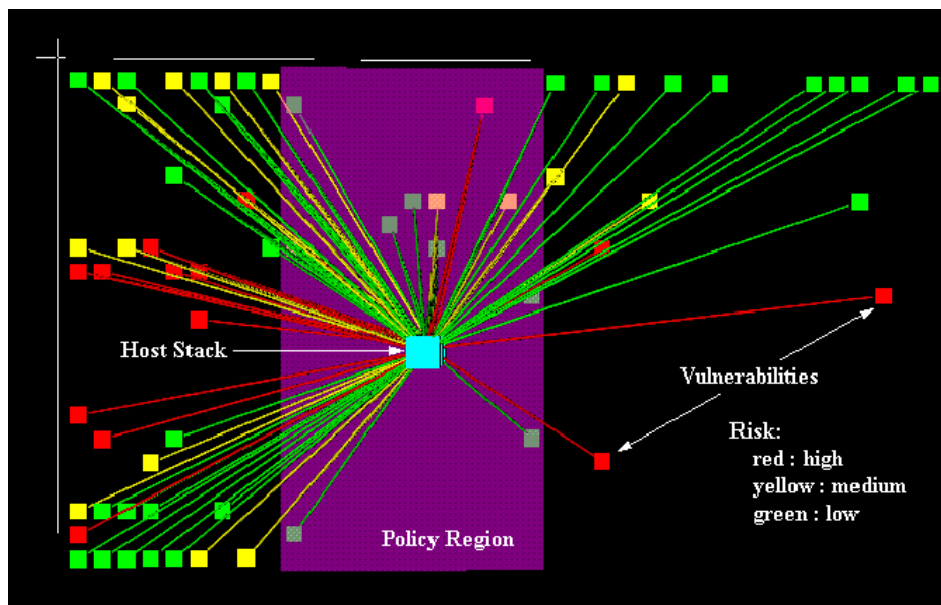 Host Stack
Vulnerabilities
Risk:
red : high
yellow : medium
green : low
Policy Region